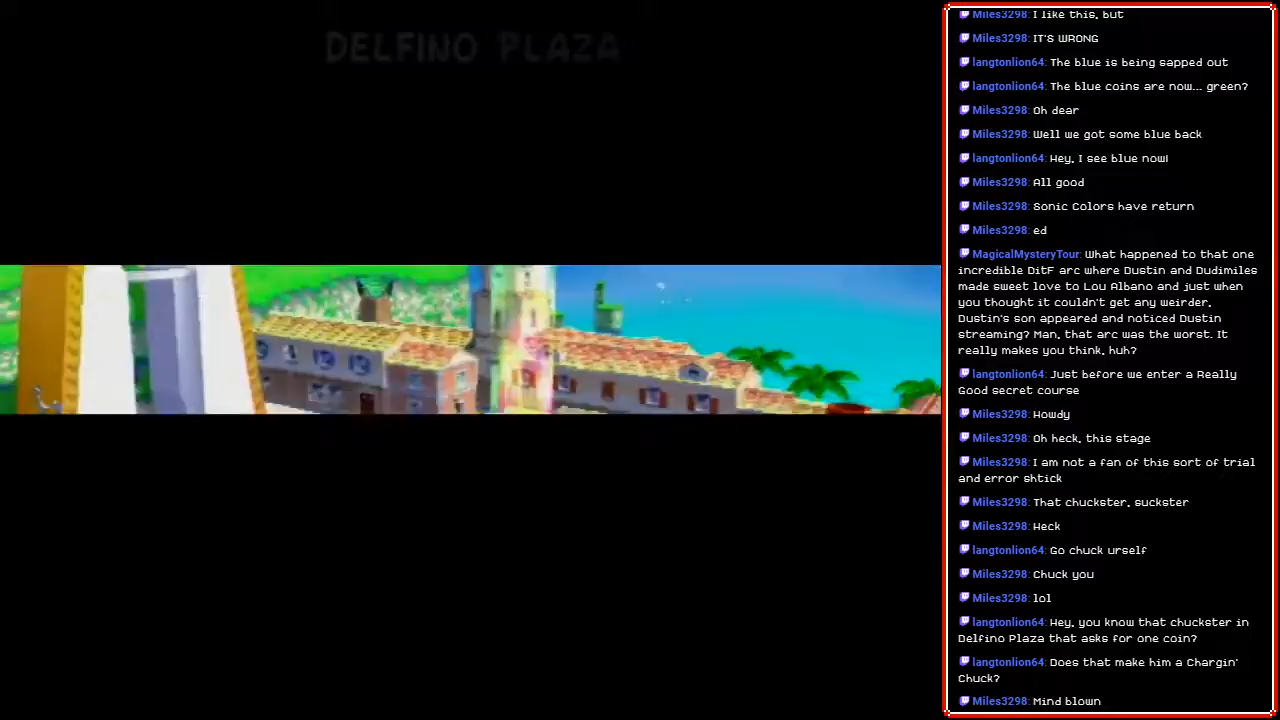 DELFINO PLAZA
Miles3298: I like this, but
Miles3298: IT'S WRONG
langtonlion64: The blue is being sapped out
langtonlion64: The blue coins are now... green?
Miles3298: Oh dear
Miles3298: Well we got some blue back
langtonlion64: Hey, I see blue now!
Miles3298: All good
Miles3298: Sonic Colors have return
Miles3298: ed
MagicalMysteryTour: What happened to that one
incredible DitF arc where Dustin and Dudimiles
made sweet love to Lou Albano and just when
you thought it couldn't get any weirder,
Dustin's son appeared and noticed Dustin
streaming? Man, that arc was the worst. It
really makes you think, huh?
langtonlion64: Just before we enter a Really
Good secret course
Miles3298: Howdy
Miles3298: Oh heck, this stage
Miles3298: I am not a fan of this sort of trial
and error shtick
Miles3298: That chuckster, suckster
Miles3298: Heck
langtonlion64: Go chuck urself
Miles3298: Chuck you
Miles3298: lol
langtonlion64: Hey, you know that chuckster in
Delfino Plaza that asks for one coin?
langtonlion64: Does that make him a Chargin'
Chuck?
Miles3298: Mind blown